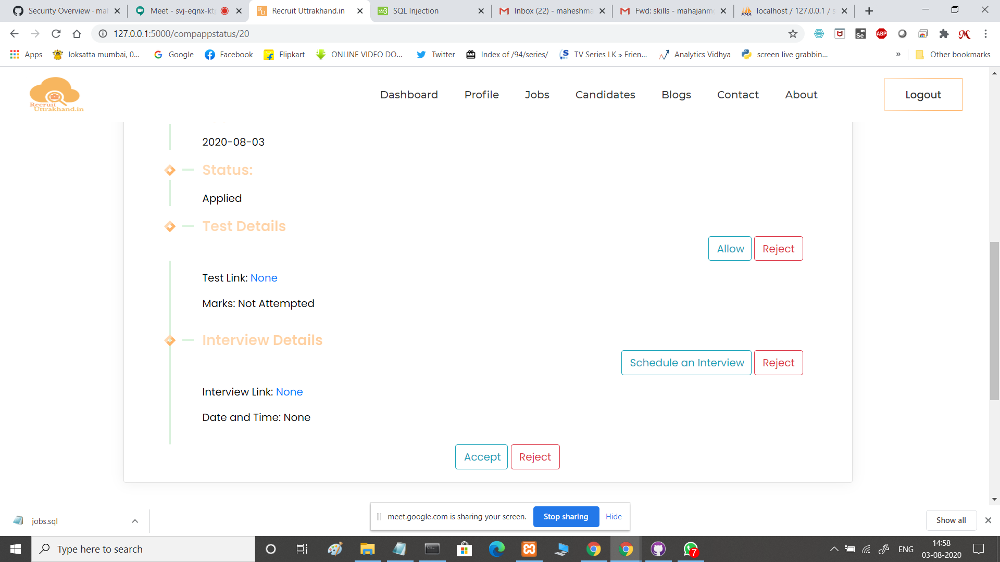 Security Overview · mal
Meet - svj-eqnx-ktp
Recruit Uttrakhand.in
SQL Injection
Inbox (22) - maheshma
Fwd: skills - mahajanm
localhost / 127.0.0.1 / s
127.0.0.1:5000/compappstatus/20
Apps
loksatta mumbai, 0...
Google
Facebook
Flipkart
ONLINE VIDEO DO...
Twitter
Index of /94/series/
TV Series LK » Frien...
Analytics Vidhya
screen live grabbin...
»
Other bookmarks
Recruit
Uttrakhand.in
Dashboard
Profile
Jobs
Candidates
Blogs
Contact
About
Logout
2020-08-03
Status:
Applied
Test Details
Allow
Reject
Test Link: None
Marks: Not Attempted
Interview Details
Schedule an Interview
Reject
Interview Link: None
Date and Time: None
Accept
Reject
jobs.sql
meet.google.com is sharing your screen.
Stop sharing
Hide
Show all
Type here to search
7
ENG
14:58
03-08-2020